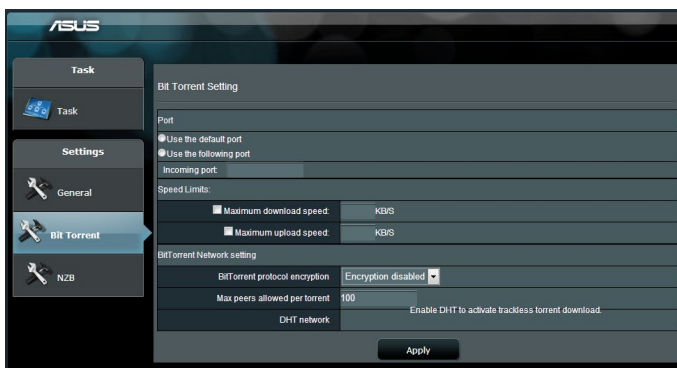 ASUS
Task
Task
Settings
General
Bit Torrent
NZB
Bit Torrent Setting
Port
Use the default port
Use the following port
Incoming port:
Speed Limits:
Maximum download speed: KB/S
Maximum upload speed: KB/S
BitTorrent Network setting
BitTorrent protocol encryption Encryption disabled
Max peers allowed per torrent 100
DHT network Enable DHT to activate trackless torrent download.
Apply